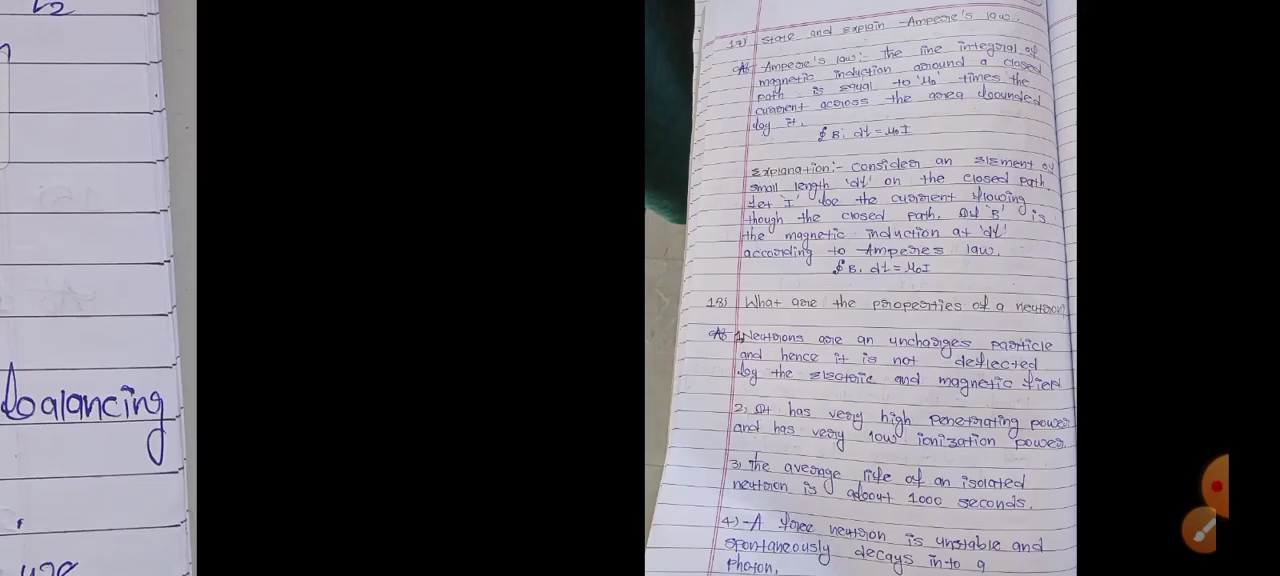 balancing
17) State and explain Ampere's law.
A) Ampere's law: The line integral of
magnetic induction around a closed
path is equal to 'μ₀' times the
current across the area bounded
by it.
∮ B. dl = μ₀I
Explanation:- consider an element of
small length 'dl' on the closed path.
Let 'I' be the current flowing
though the closed path. If 'B' is
the magnetic induction at 'dl'
according to Amperes law.
∮ B. dl = μ₀I
18) What are the properties of a neutron
A) 1) Neutrons are an uncharges particle
and hence it is not deflected
by the electric and magnetic field
2) It has very high penetrating power
and has very low ionization power.
3) The average life of an isolated
neutron is about 1000 seconds.
4) A free neutron is unstable and
spontaneously decays into a
photon.